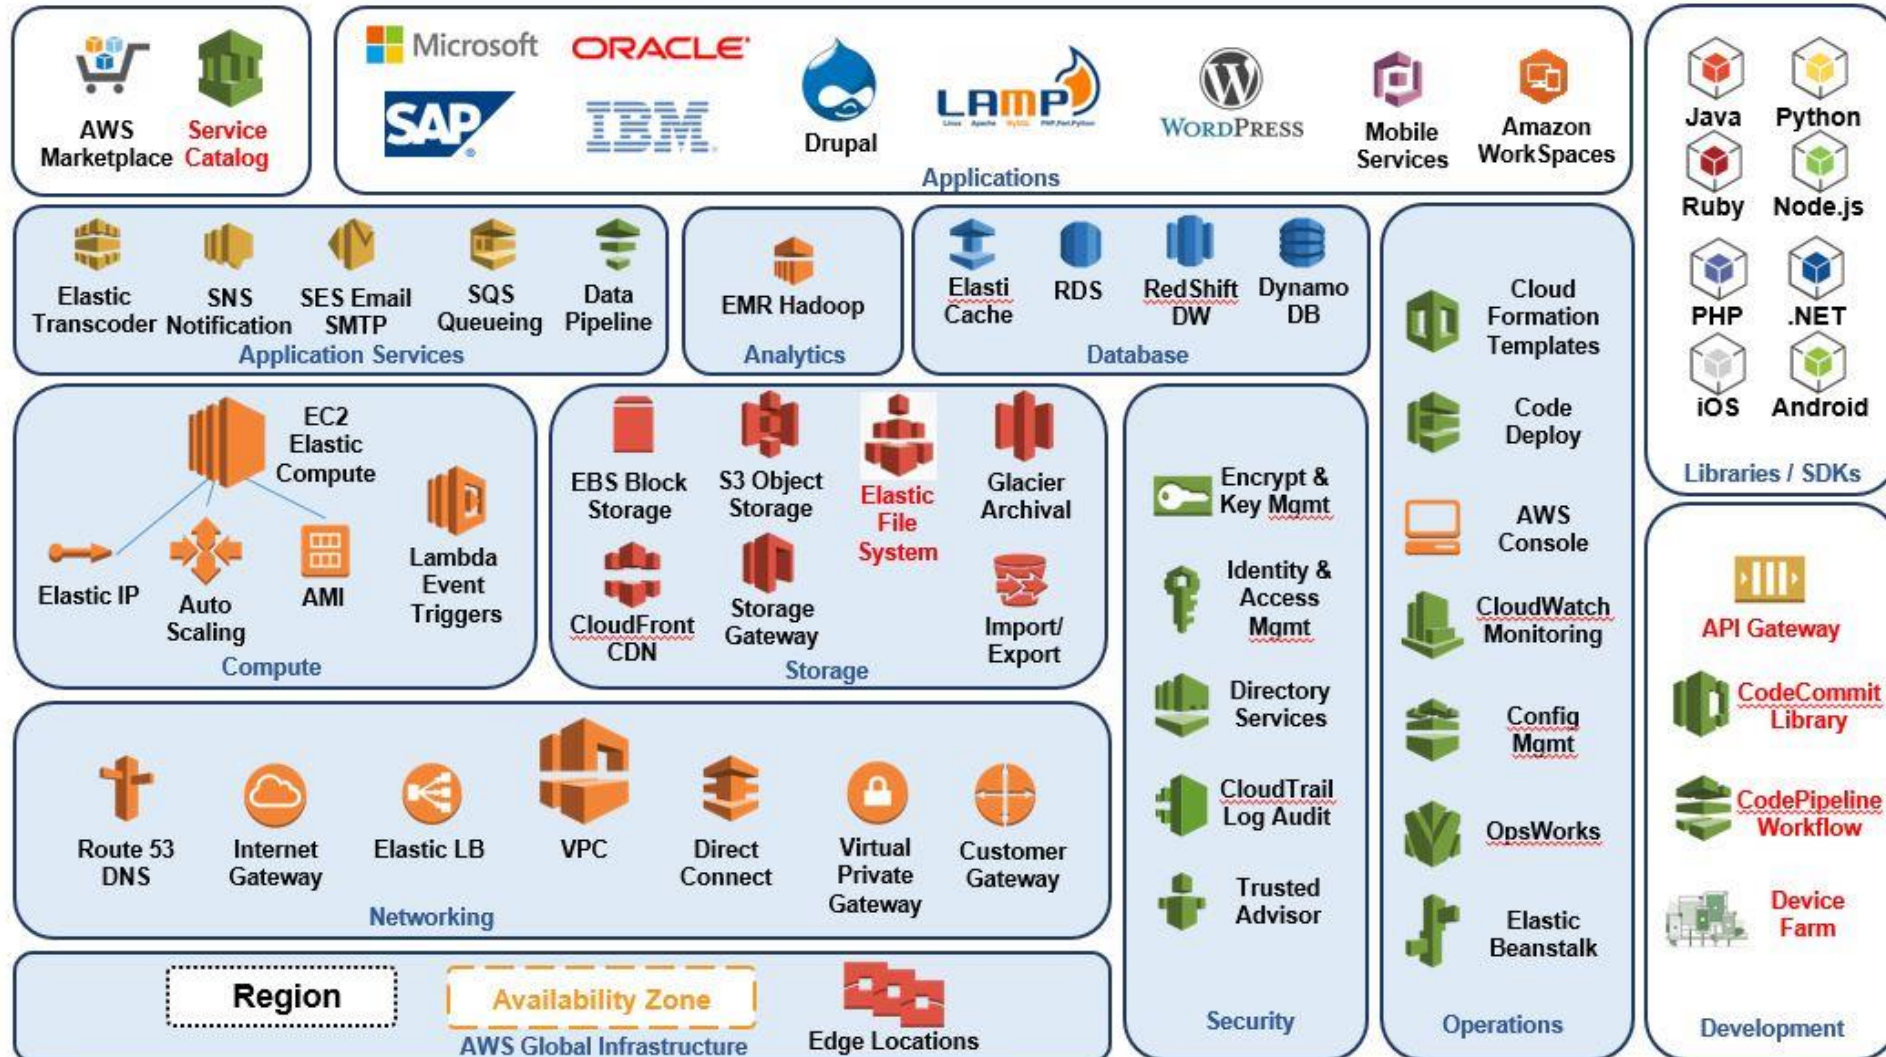 AWS
Marketplace
Service
Catalog
Microsoft
ORACLE
SAP
IBM
Drupal
LAMP
Linux Apache MySQL PHP,Perl,Python
WORDPRESS
Mobile
Services
Amazon
WorkSpaces
Applications
Java
Python
Ruby
Node.js
PHP
.NET
iOS
Android
Libraries / SDKs
Elastic
Transcoder
SNS
Notification
SES Email
SMTP
SQS
Queueing
Data
Pipeline
Application Services
EMR Hadoop
Analytics
Elasti
Cache
RDS
RedShift
DW
Dynamo
DB
Database
EC2
Elastic
Compute
Elastic IP
Auto
Scaling
AMI
Lambda
Event
Triggers
Compute
EBS Block
Storage
S3 Object
Storage
Elastic
File
System
Glacier
Archival
CloudFront
CDN
Storage
Gateway
Import/
Export
Storage
Encrypt &
Key Mgmt
Identity &
Access
Mgmt
Directory
Services
CloudTrail
Log Audit
Trusted
Advisor
Security
Cloud
Formation
Templates
Code
Deploy
AWS
Console
CloudWatch
Monitoring
Config
Mgmt
OpsWorks
Elastic
Beanstalk
Operations
API Gateway
CodeCommit
Library
CodePipeline
Workflow
Device
Farm
Development
Route 53
DNS
Internet
Gateway
Elastic LB
VPC
Direct
Connect
Virtual
Private
Gateway
Customer
Gateway
Networking
Region
Availability Zone
Edge Locations
AWS Global Infrastructure